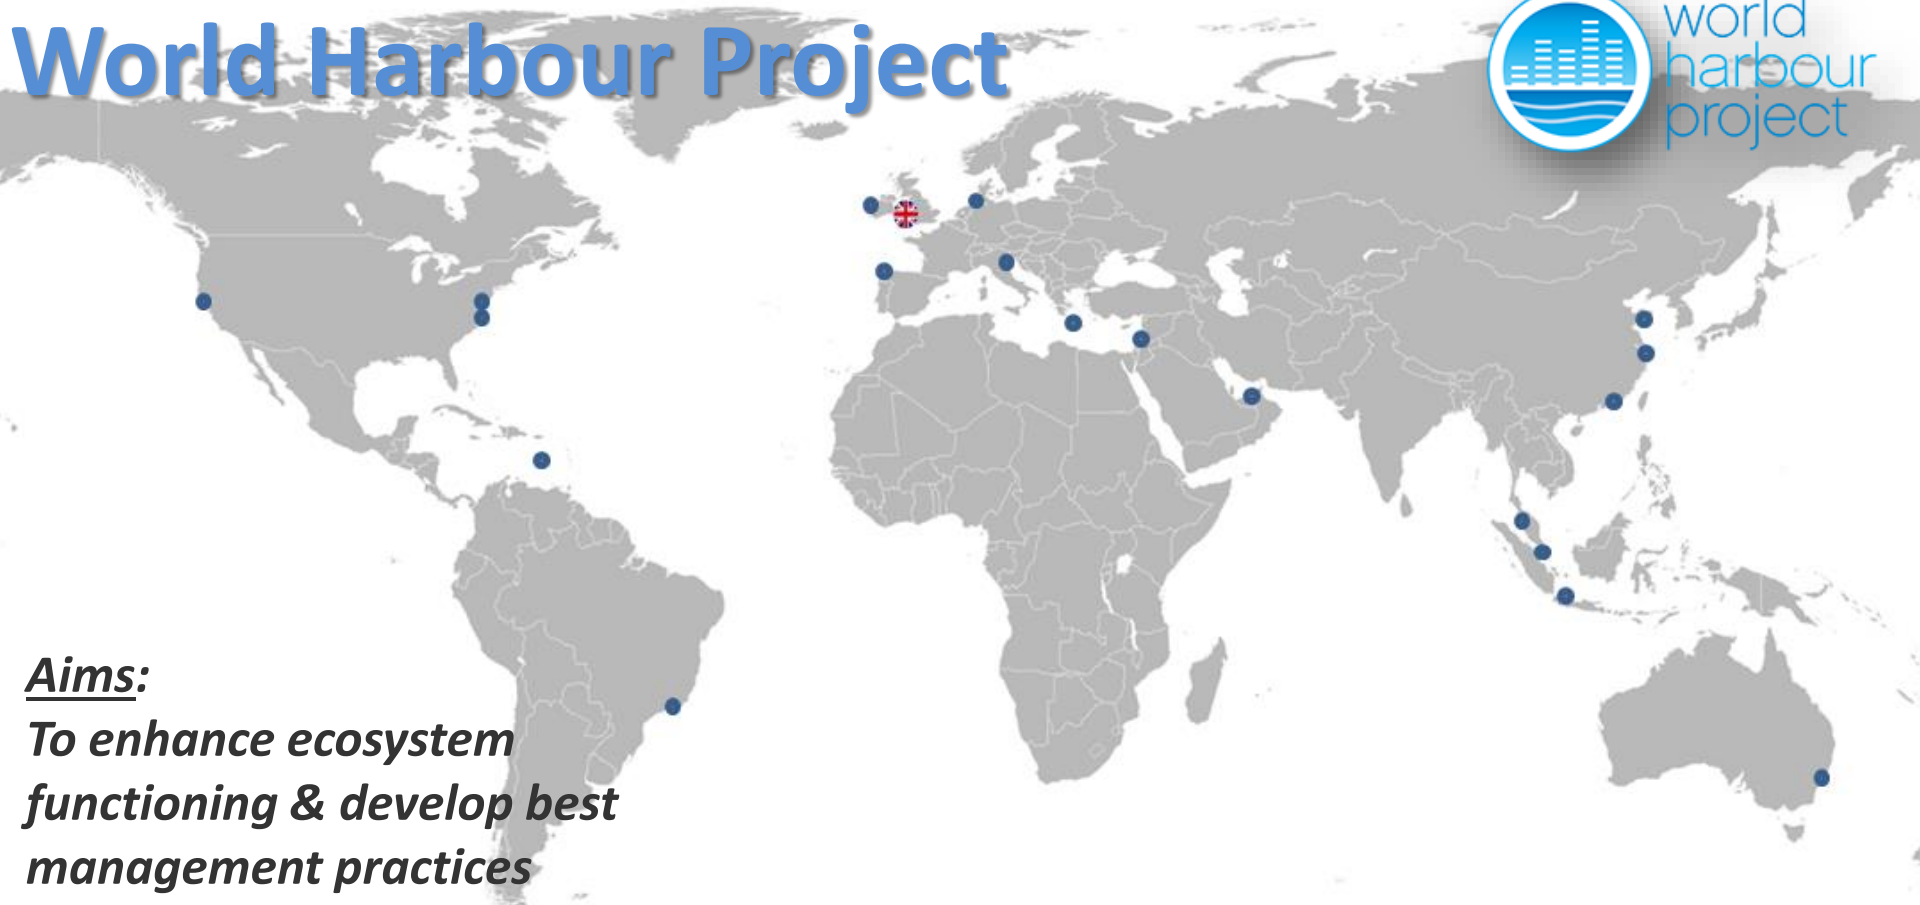 World Harbour Project
world
harbour
project
Aims:
To enhance ecosystem
functioning & develop best
management practices